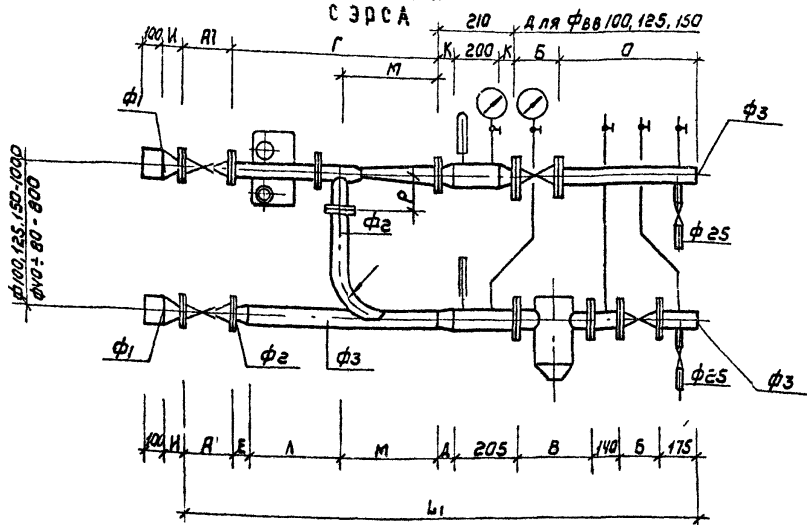 с ЭРСА
210 Для ФВВ 100, 125, 150
100 И А1 Г К 200 К Б О
М
Ф1
Ф3
Р
Ф2
Ф25
Ф100, 125, 150-1000
Ф40÷80-800
Ф1
Ф2
Ф3
Ф25
Ф3
100 И А1 Е Л М Д 205 В 140 Б 175
L1